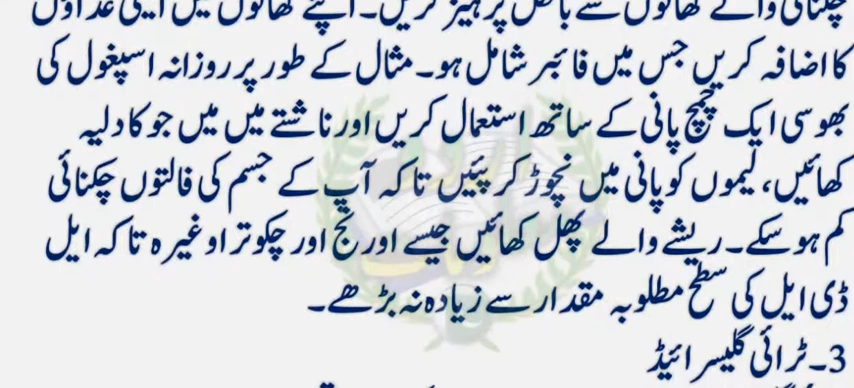 چکنائی والے کھانوں سے بالکل پرہیز کریں۔ اپنے کھانوں میں ایسی غذاوں
کا اضافہ کریں جس میں فائبر شامل ہو۔ مثال کے طور پر روزانہ اسپغول کی
بھوسی ایک چمچ پانی کے ساتھ استعمال کریں اور ناشتے میں میں جو کا دلیہ
کھائیں، لیموں کو پانی میں نچوڑ کر پئیں تاکہ آپ کے جسم کی فالتوں چکنائی
کم ہو سکے۔ ریشے والے پھل کھائیں جیسے اورنج اور چکوترا وغیرہ تاکہ ایل
ڈی ایل کی سطح مطلوبہ مقدار سے زیادہ نہ بڑھے۔
3۔ ٹرائی گلیسرائیڈ